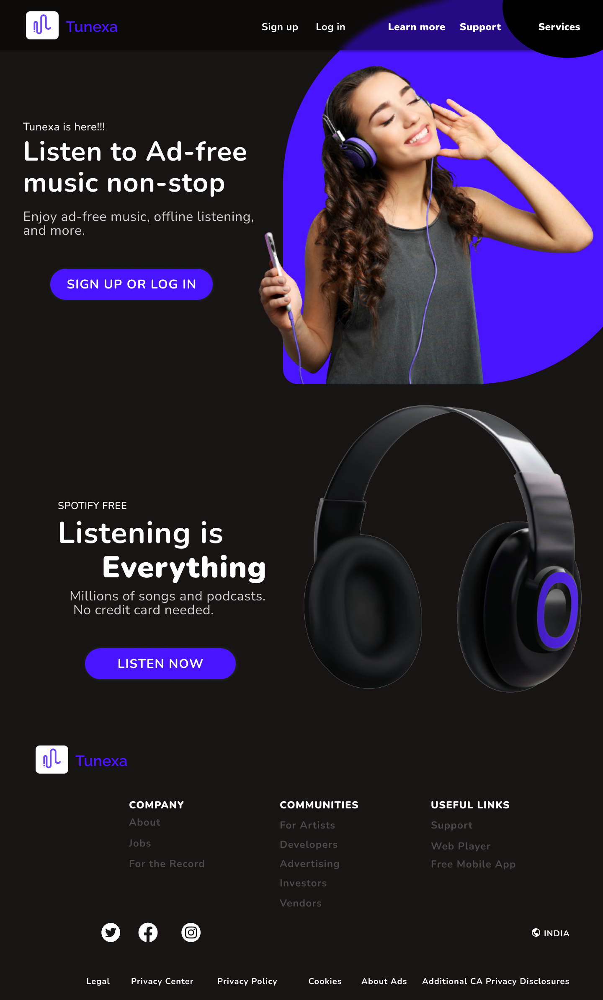 Tunexa
Sign up Log in Learn more Support Services
Tunexa is here!!!
Listen to Ad-free
music non-stop
Enjoy ad-free music, offline listening,
and more.
SIGN UP OR LOG IN
SPOTIFY FREE
Listening is
Everything
Millions of songs and podcasts.
No credit card needed.
LISTEN NOW
Tunexa
COMPANY
About
Jobs
For the Record
COMMUNITIES
For Artists
Developers
Advertising
Investors
Vendors
USEFUL LINKS
Support
Web Player
Free Mobile App
INDIA
Legal Privacy Center Privacy Policy Cookies About Ads Additional CA Privacy Disclosures